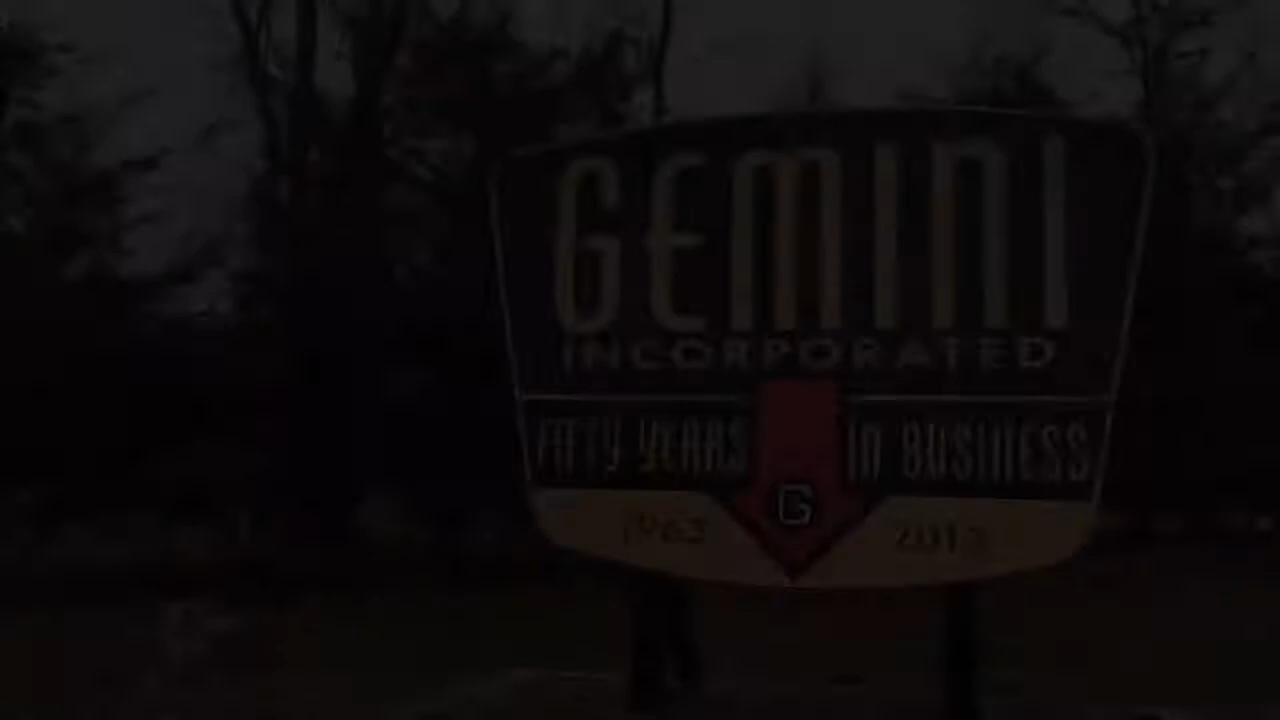 GEMINI
INCORPORATED
FIFTY YEARS IN BUSINESS
G
1963 2013